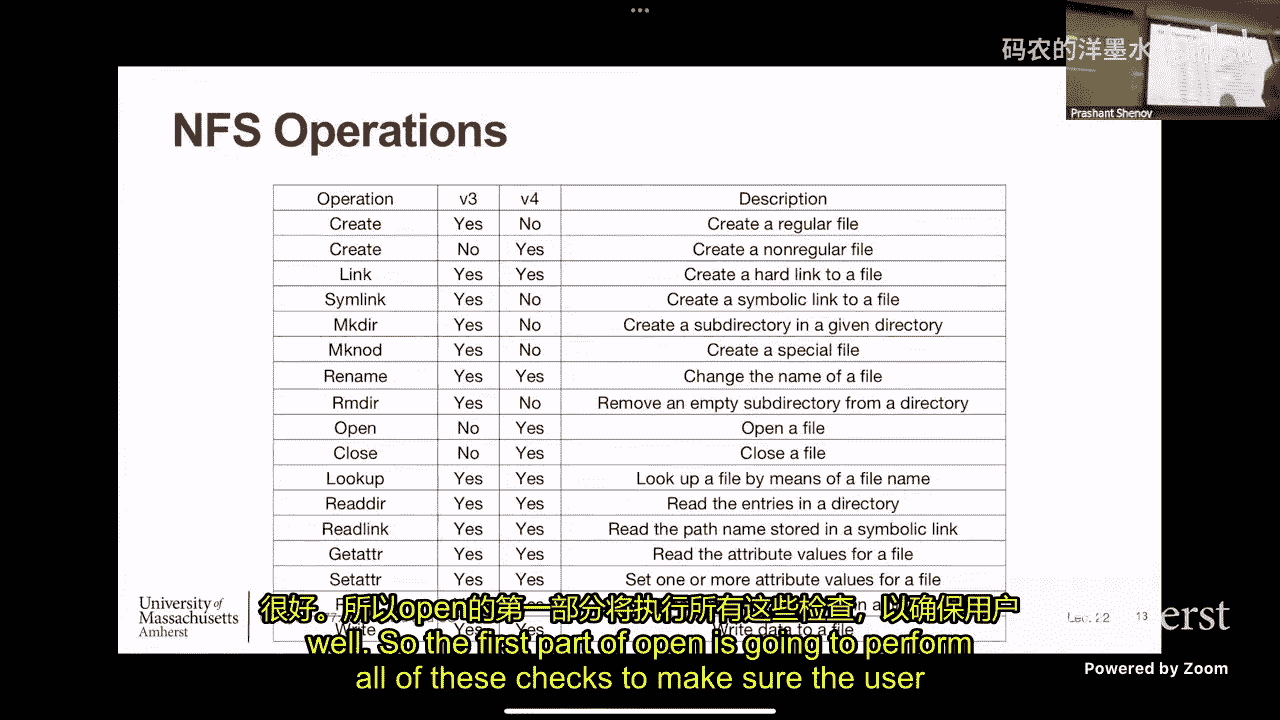 码农的洋墨水
Prashant Shenoy
NFS Operations
Operation v3 v4 Description
Create Yes No Create a regular file
Create No Yes Create a nonregular file
Link Yes Yes Create a hard link to a file
Symlink Yes No Create a symbolic link to a file
Mkdir Yes No Create a subdirectory in a given directory
Mknod Yes No Create a special file
Rename Yes Yes Change the name of a file
Rmdir Yes No Remove an empty subdirectory from a directory
Open No Yes Open a file
Close No Yes Close a file
Lookup Yes Yes Look up a file by means of a file name
Readdir Yes Yes Read the entries in a directory
Readlink Yes Yes Read the path name stored in a symbolic link
Getattr Yes Yes Read the attribute values for a file
Setattr Yes Yes Set one or more attribute values for a file
Write Yes Yes Write data to a file
University of
Massachusetts
Amherst
Lec. 22 13
很好。所以open的第一部分将执行所有这些检查，以确保用户
well. So the first part of open is going to perform
all of these checks to make sure the user
Powered by Zoom